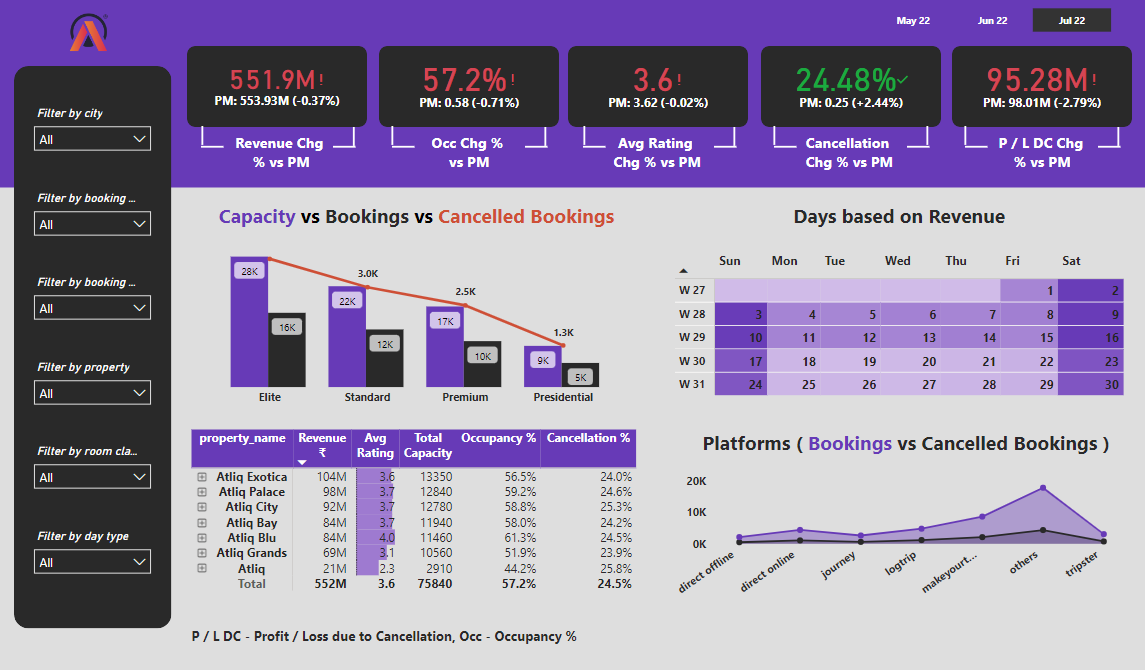 May 22
Jun 22
Jul 22
551.9M!
PM: 553.93M (-0.37%)
Revenue Chg
% vs PM
57.2%!
PM: 0.58 (-0.71%)
Occ Chg %
vs PM
3.6!
PM: 3.62 (-0.02%)
Avg Rating
Chg % vs PM
24.48%✓
PM: 0.25 (+2.44%)
Cancellation
Chg % vs PM
95.28M!
PM: 98.01M (-2.79%)
P / L DC Chg
% vs PM
Filter by city
All
Filter by booking ...
All
Filter by booking ...
All
Filter by property
All
Filter by room cla...
All
Filter by day type
All
Capacity vs Bookings vs Cancelled Bookings
3.0K
2.5K
1.3K
28K
16K
22K
12K
17K
10K
9K
5K
Elite Standard Premium Presidential
Days based on Revenue
Sun Mon Tue Wed Thu Fri Sat
W 27 1 2
W 28 3 4 5 6 7 8 9
W 29 10 11 12 13 14 15 16
W 30 17 18 19 20 21 22 23
W 31 24 25 26 27 28 29 30
property_name Revenue ₹ Avg Rating Total Capacity Occupancy % Cancellation %
Atliq Exotica 104M 3.6 13350 56.5% 24.0%
Atliq Palace 98M 3.7 12840 59.2% 24.6%
Atliq City 92M 3.7 12780 58.8% 25.3%
Atliq Bay 84M 3.7 11940 58.0% 24.2%
Atliq Blu 84M 4.0 11460 61.3% 24.5%
Atliq Grands 69M 3.1 10560 51.9% 23.9%
Atliq 21M 2.3 2910 44.2% 25.8%
Total 552M 3.6 75840 57.2% 24.5%
Platforms ( Bookings vs Cancelled Bookings )
20K
10K
0K
direct offline
direct online
journey
logtrip
makeyourt...
others
tripster
P / L DC - Profit / Loss due to Cancellation, Occ - Occupancy %